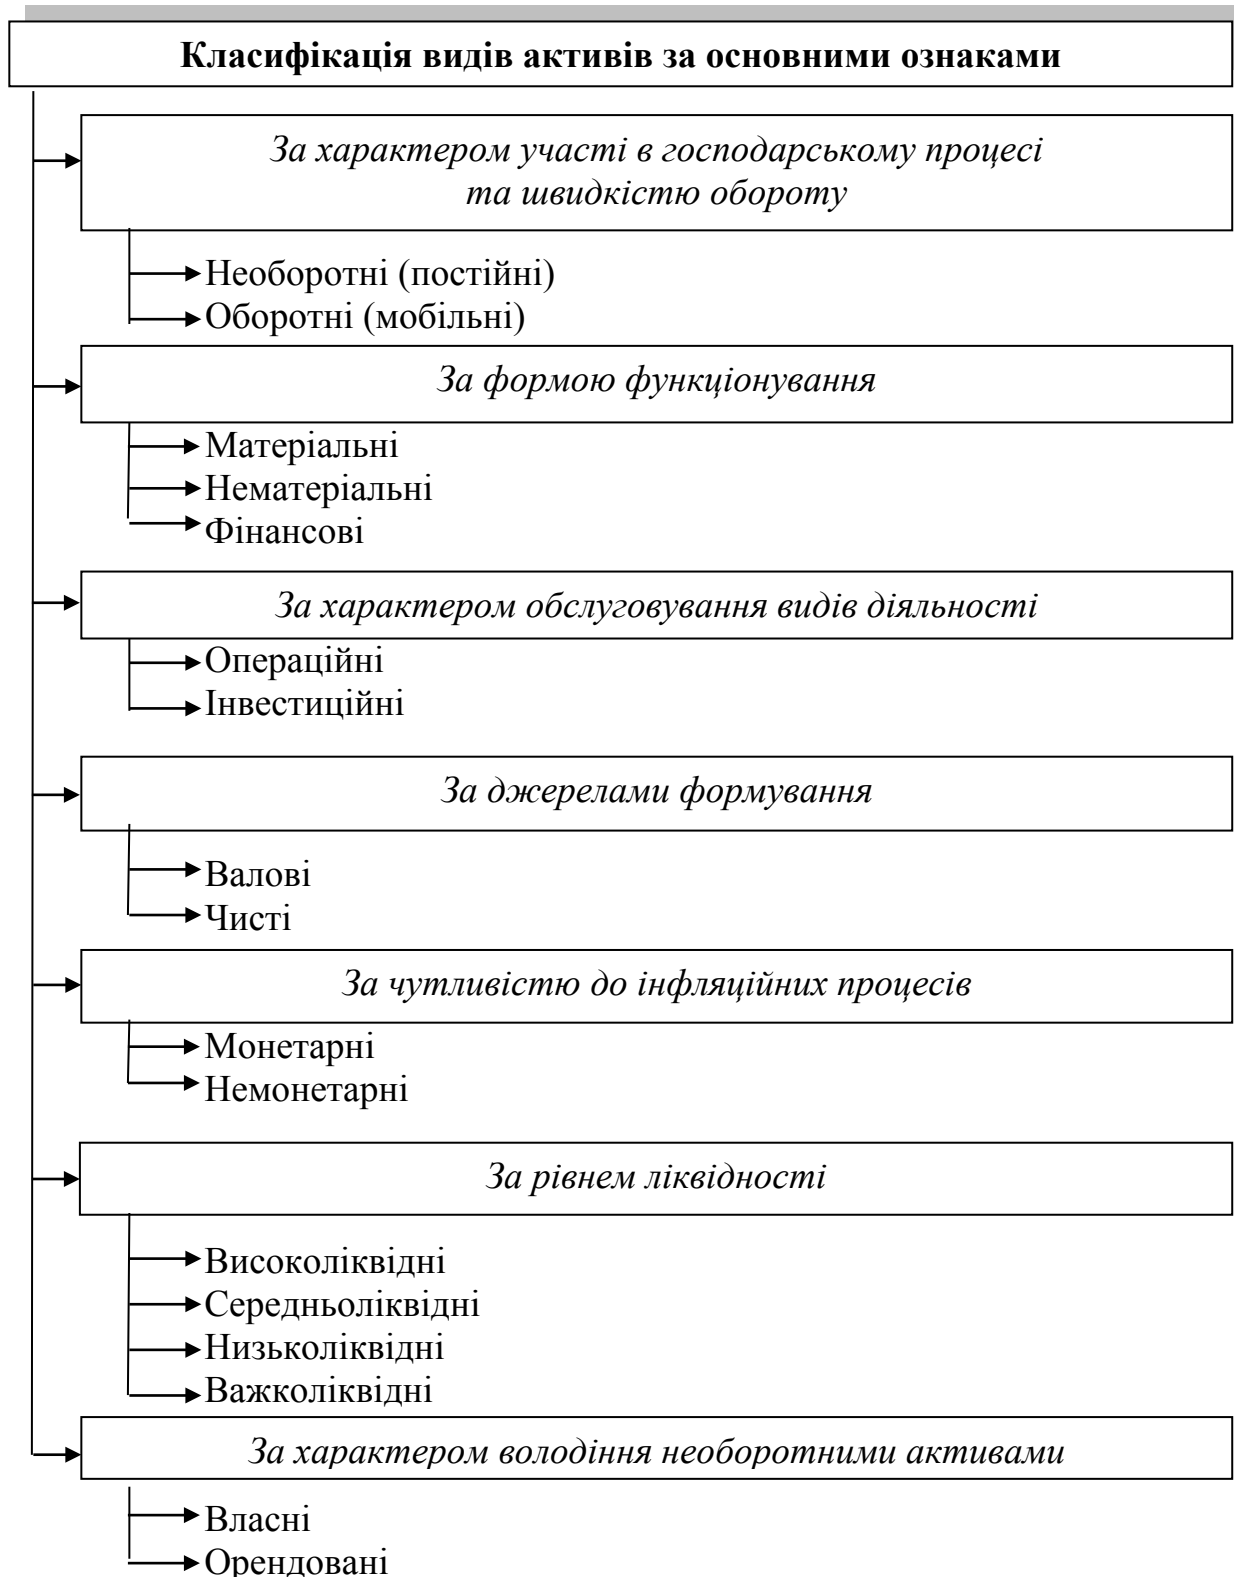 Класифікація видів активів за основними ознаками
За характером участі в господарському процесі
та швидкістю обороту
Необоротні (постійні)
Оборотні (мобільні)
За формою функціонування
Матеріальні
Нематеріальні
Фінансові
За характером обслуговування видів діяльності
Операційні
Інвестиційні
За джерелами формування
Валові
Чисті
За чутливістю до інфляційних процесів
Монетарні
Немонетарні
За рівнем ліквідності
Високоліквідні
Середньоліквідні
Низьколіквідні
Важколіквідні
За характером володіння необоротними активами
Власні
Орендовані